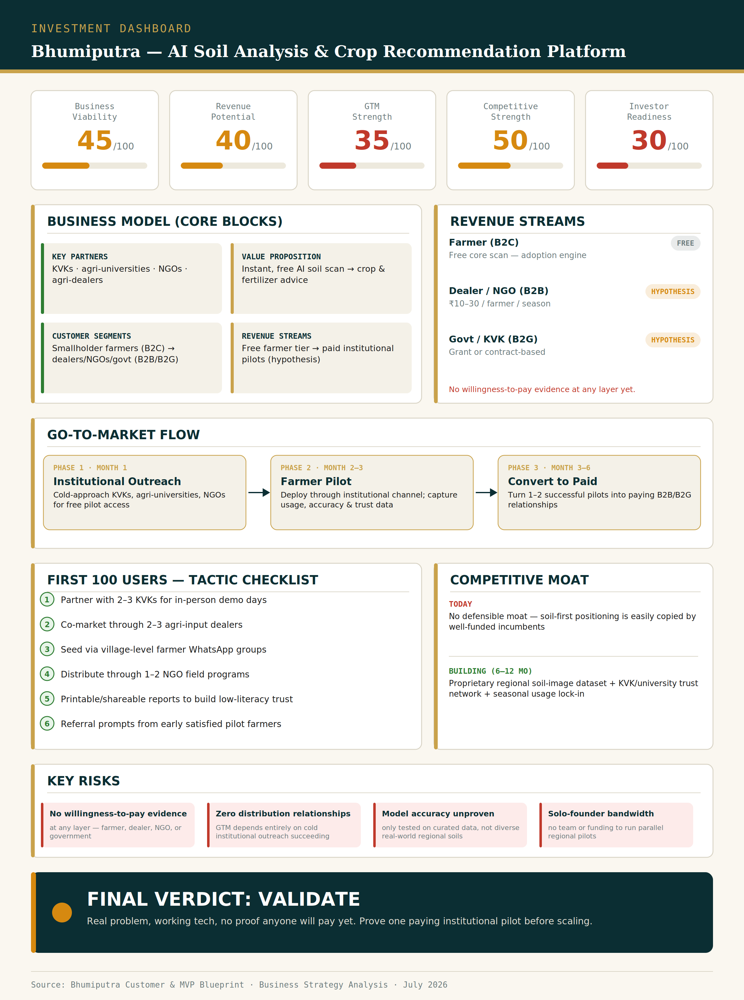 INVESTMENT DASHBOARD
Bhumiputra — AI Soil Analysis & Crop Recommendation Platform
Business
Viability
45/100
Revenue
Potential
40/100
GTM
Strength
35/100
Competitive
Strength
50/100
Investor
Readiness
30/100
BUSINESS MODEL (CORE BLOCKS)
KEY PARTNERS
KVKs · agri-universities · NGOs ·
agri-dealers
VALUE PROPOSITION
Instant, free AI soil scan → crop &
fertilizer advice
CUSTOMER SEGMENTS
Smallholder farmers (B2C) →
dealers/NGOs/govt (B2B/B2G)
REVENUE STREAMS
Free farmer tier → paid institutional
pilots (hypothesis)
REVENUE STREAMS
Farmer (B2C)
FREE
Free core scan — adoption engine
Dealer / NGO (B2B)
HYPOTHESIS
₹10–30 / farmer / season
Govt / KVK (B2G)
HYPOTHESIS
Grant or contract-based
No willingness-to-pay evidence at any layer yet.
GO-TO-MARKET FLOW
PHASE 1 · MONTH 1
Institutional Outreach
Cold-approach KVKs, agri-universities, NGOs
for free pilot access
PHASE 2 · MONTH 2–3
Farmer Pilot
Deploy through institutional channel; capture
usage, accuracy & trust data
PHASE 3 · MONTH 3–6
Convert to Paid
Turn 1–2 successful pilots into paying B2B/B2G
relationships
FIRST 100 USERS — TACTIC CHECKLIST
1 Partner with 2–3 KVKs for in-person demo days
2 Co-market through 2–3 agri-input dealers
3 Seed via village-level farmer WhatsApp groups
4 Distribute through 1–2 NGO field programs
5 Printable/shareable reports to build low-literacy trust
6 Referral prompts from early satisfied pilot farmers
COMPETITIVE MOAT
TODAY
No defensible moat — soil-first positioning is easily copied by
well-funded incumbents
BUILDING (6–12 MO)
Proprietary regional soil-image dataset + KVK/university trust
network + seasonal usage lock-in
KEY RISKS
No willingness-to-pay evidence
at any layer — farmer, dealer, NGO, or
government
Zero distribution relationships
GTM depends entirely on cold
institutional outreach succeeding
Model accuracy unproven
only tested on curated data, not diverse
real-world regional soils
Solo-founder bandwidth
no team or funding to run parallel
regional pilots
FINAL VERDICT: VALIDATE
Real problem, working tech, no proof anyone will pay yet. Prove one paying institutional pilot before scaling.
Source: Bhumiputra Customer & MVP Blueprint · Business Strategy Analysis · July 2026